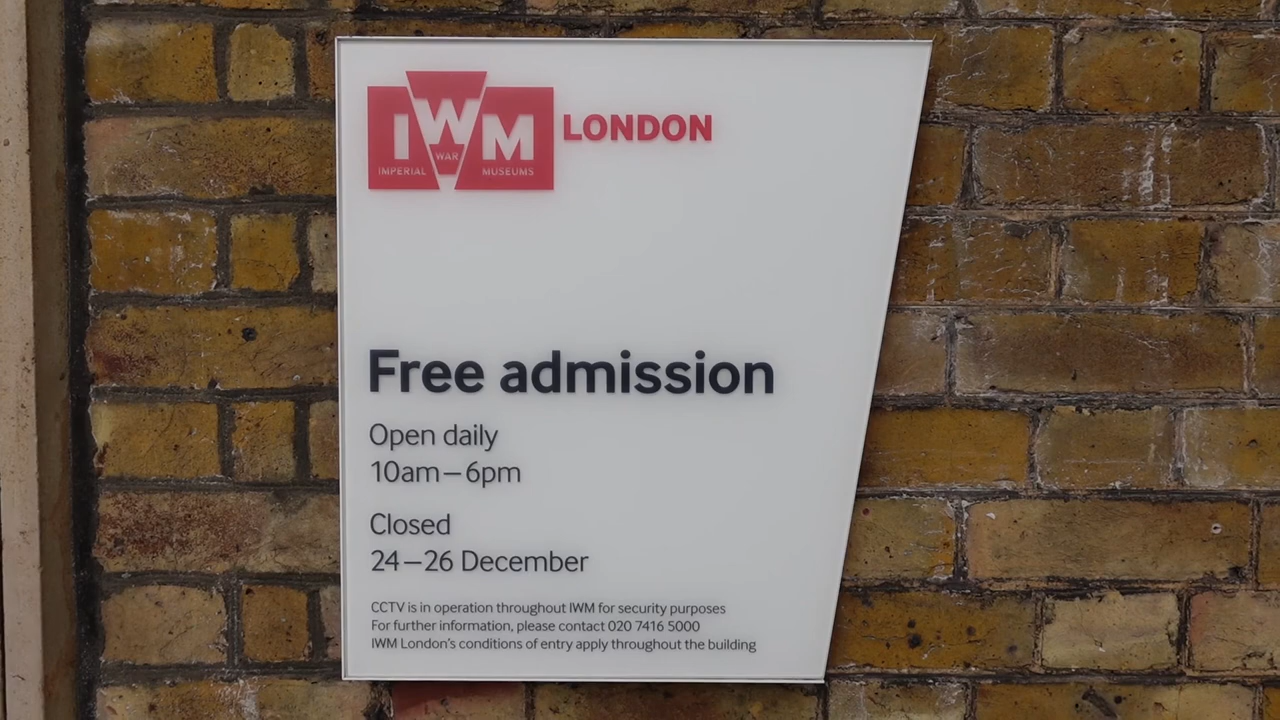 IWM LONDON
IMPERIAL WAR MUSEUMS
Free admission
Open daily
10am–6pm
Closed
24–26 December
CCTV is in operation throughout IWM for security purposes
For further information, please contact 020 7416 5000
IWM London's conditions of entry apply throughout the building